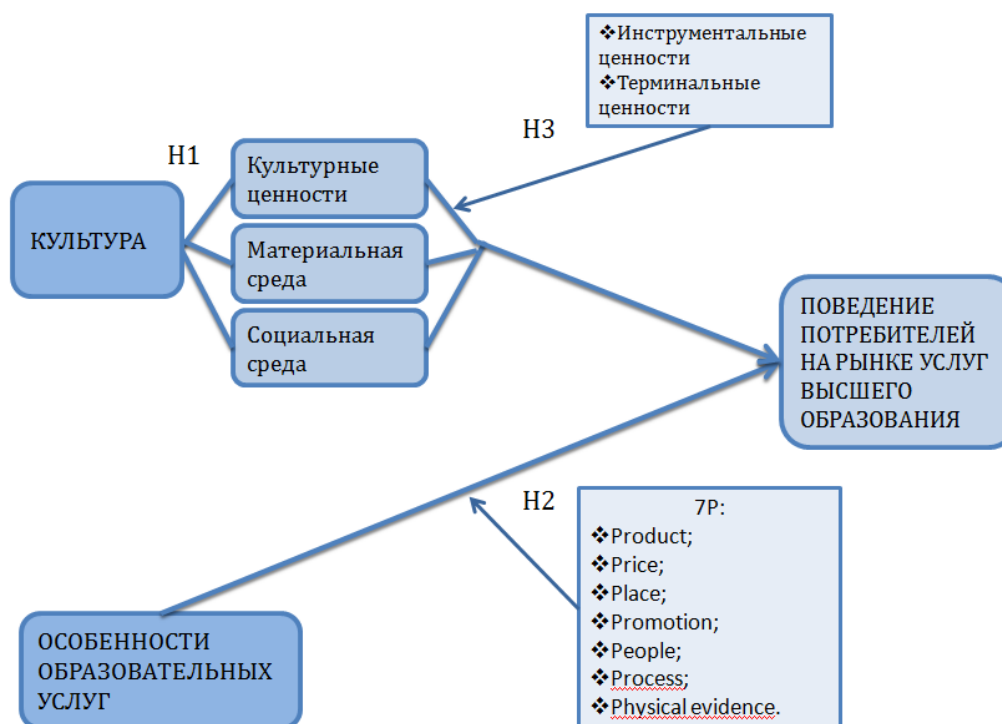 ❖Инструментальные
ценности
❖Терминальные
ценности
H3
H1
Культурные
ценности
КУЛЬТУРА
Материальная
среда
Социальная
среда
ПОВЕДЕНИЕ
ПОТРЕБИТЕЛЕЙ
НА РЫНКЕ УСЛУГ
ВЫСШЕГО
ОБРАЗОВАНИЯ
H2
7P:
❖Product;
❖Price;
❖Place;
❖Promotion;
❖People;
❖Process;
❖Physical evidence.
ОСОБЕННОСТИ
ОБРАЗОВАТЕЛЬНЫХ
УСЛУГ